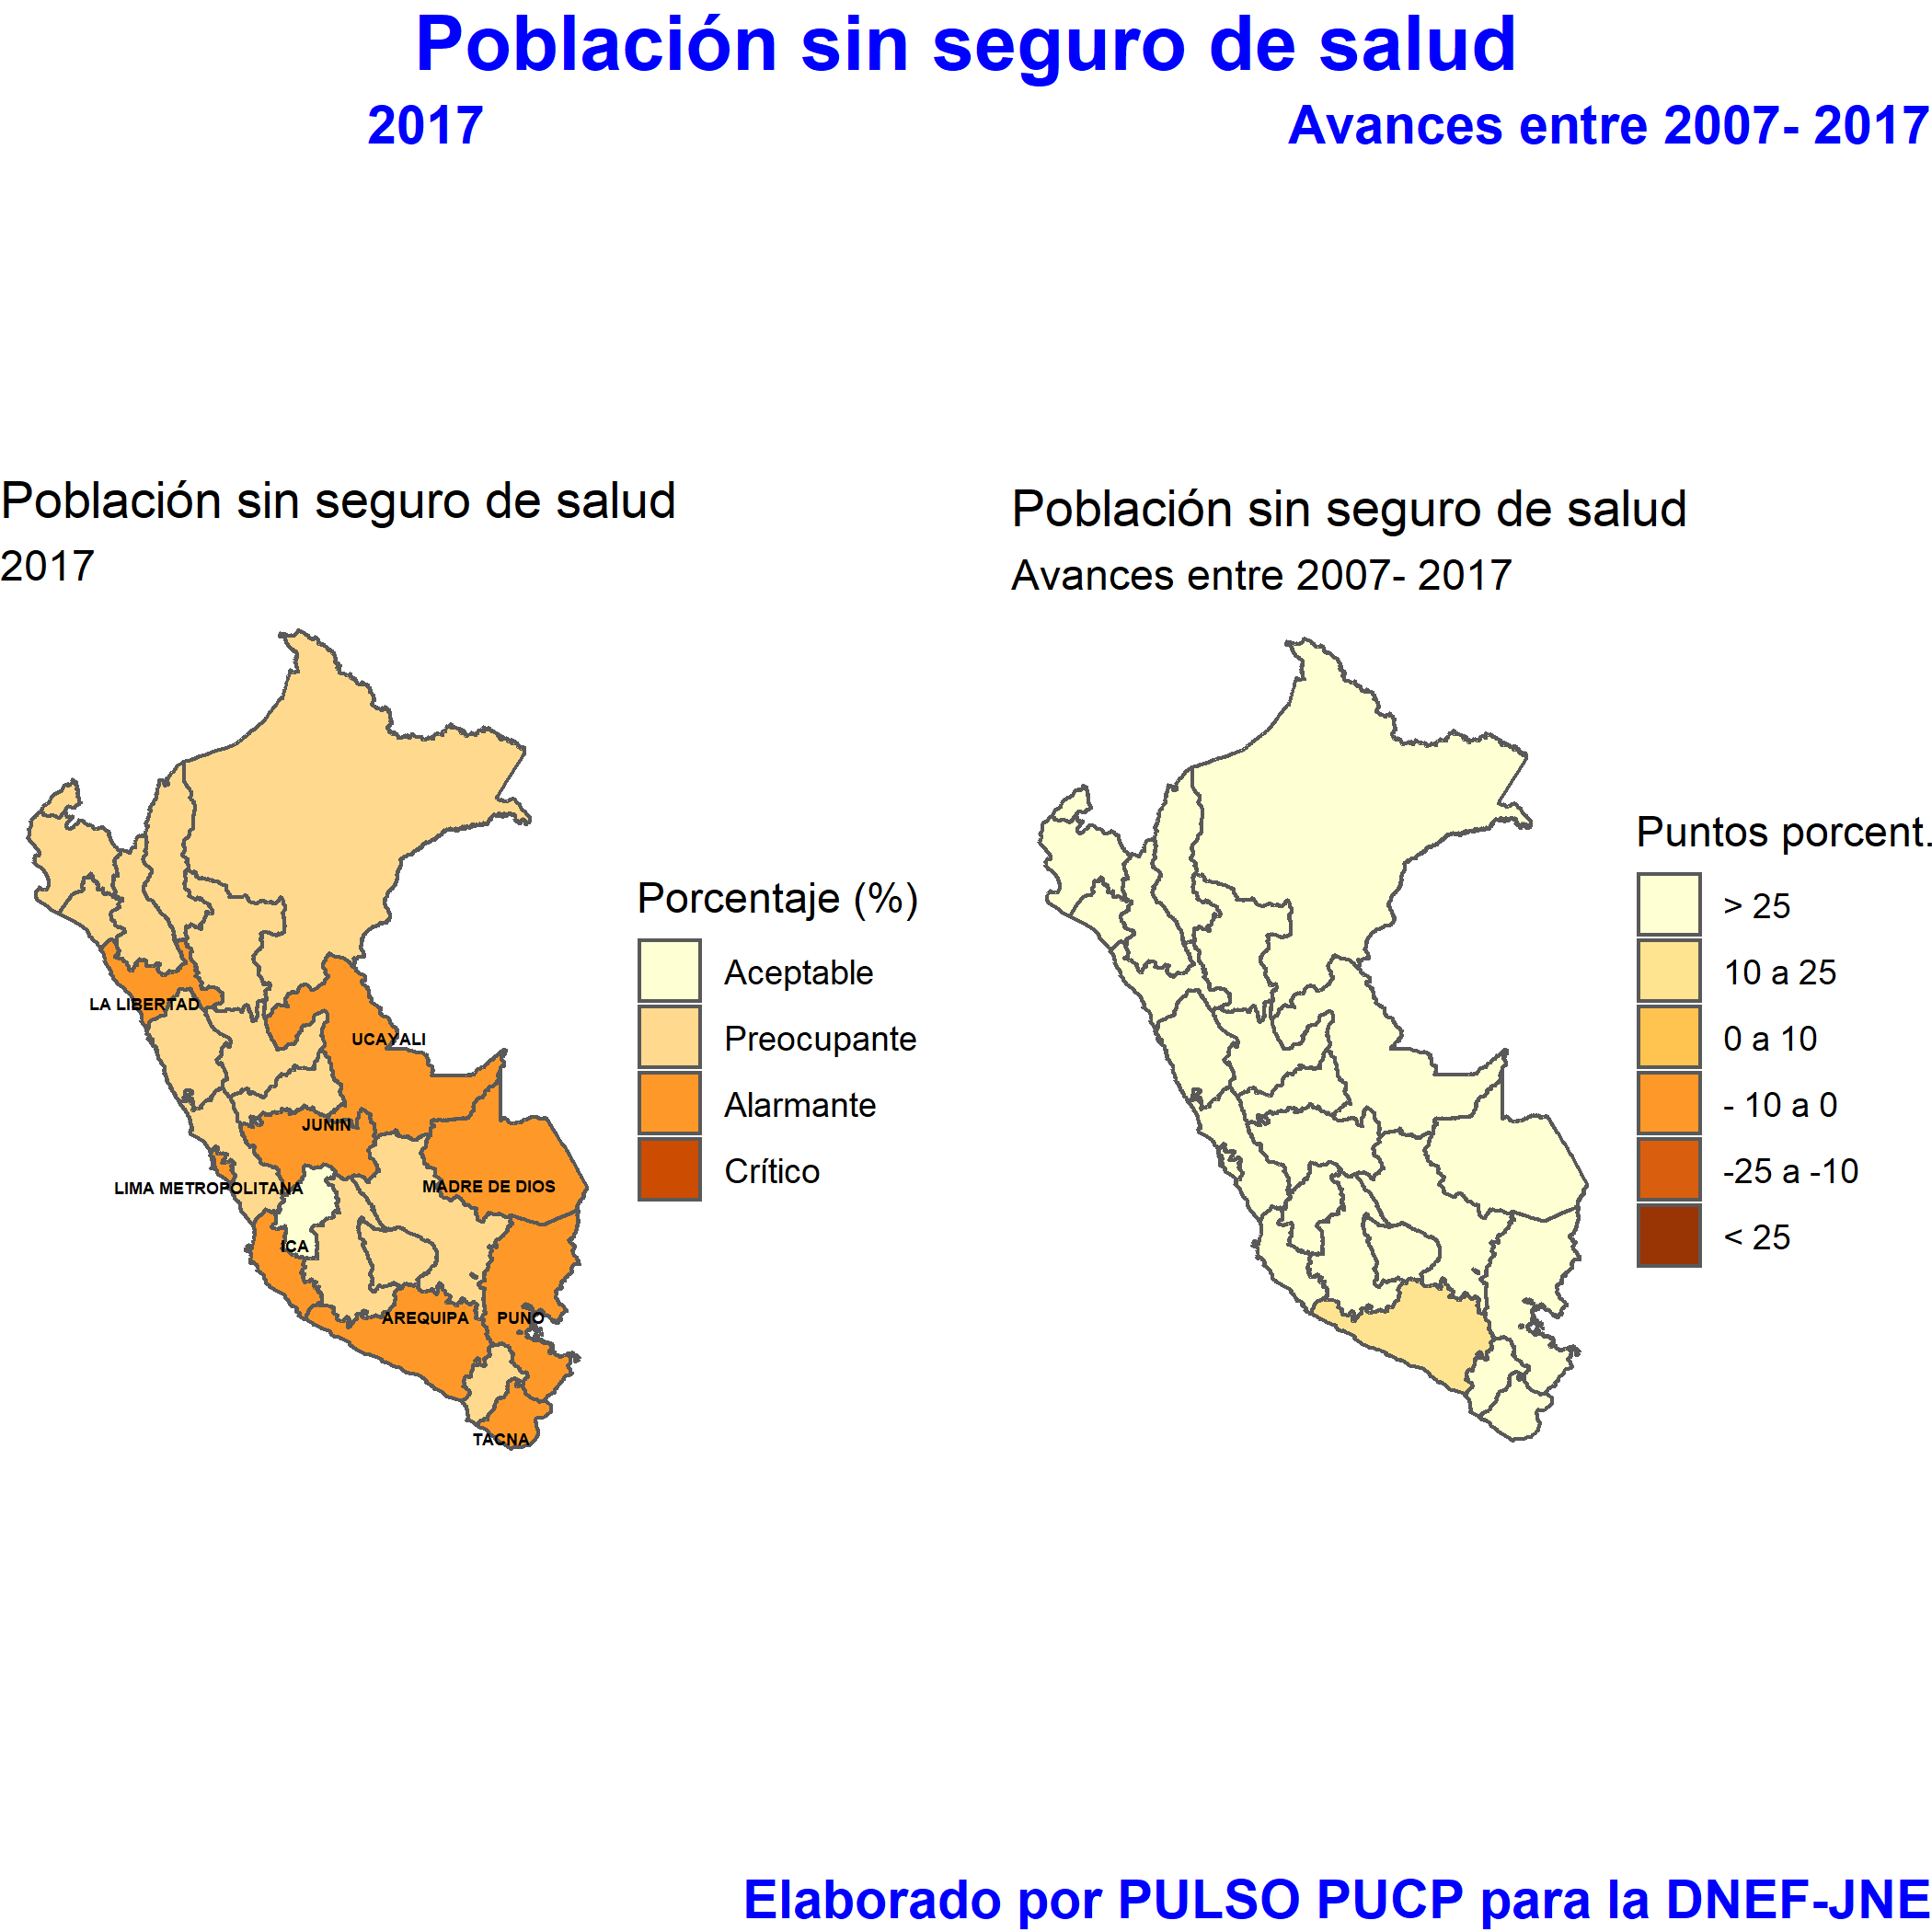 Población sin seguro de salud
2017
Avances entre 2007- 2017
Población sin seguro de salud
2017
LA LIBERTAD
UCAYALI
JUNIN
LIMA METROPOLITANA
MADRE DE DIOS
ICA
AREQUIPA
PUNO
TACNA
Porcentaje (%)
Aceptable
Preocupante
Alarmante
Crítico
Población sin seguro de salud
Avances entre 2007- 2017
Puntos porcent.
> 25
10 a 25
0 a 10
- 10 a 0
-25 a -10
< 25
Elaborado por PULSO PUCP para la DNEF-JNE